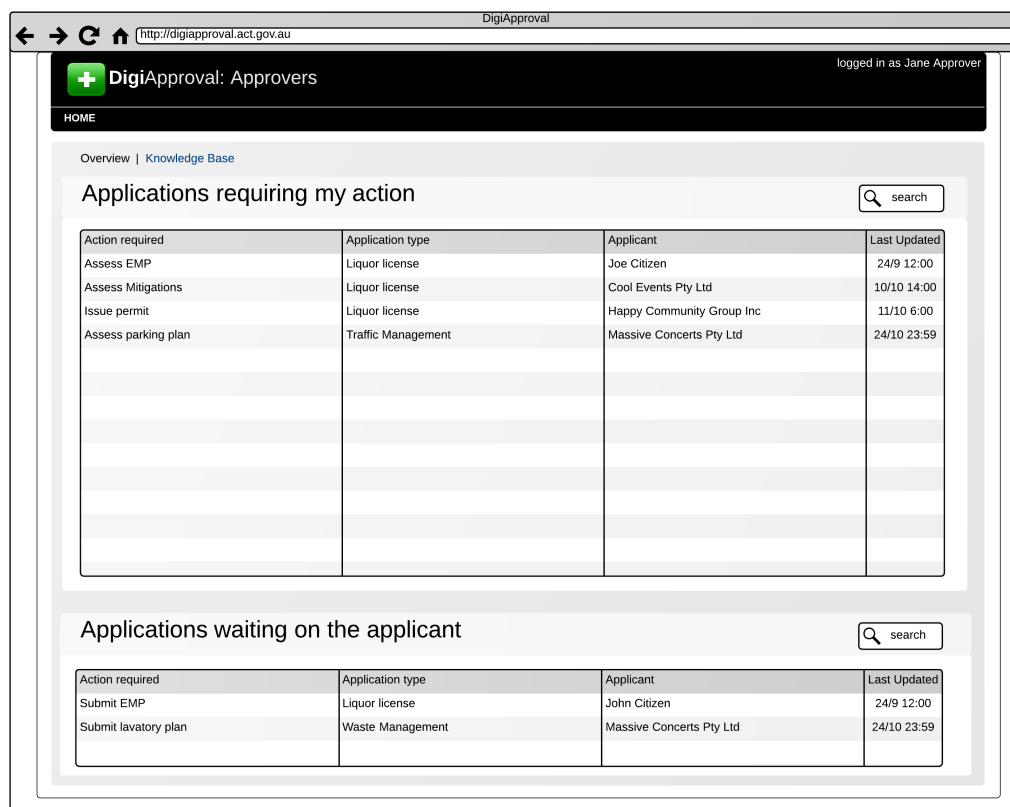 DigiApproval
http://digiapproval.act.gov.au
logged in as Jane Approver
DigiApproval: Approvers
HOME
Overview | Knowledge Base
Applications requiring my action
search
Action required Application type Applicant Last Updated
Assess EMP Liquor license Joe Citizen 24/9 12:00
Assess Mitigations Liquor license Cool Events Pty Ltd 10/10 14:00
Issue permit Liquor license Happy Community Group Inc 11/10 6:00
Assess parking plan Traffic Management Massive Concerts Pty Ltd 24/10 23:59
Applications waiting on the applicant
search
Action required Application type Applicant Last Updated
Submit EMP Liquor license John Citizen 24/9 12:00
Submit lavatory plan Waste Management Massive Concerts Pty Ltd 24/10 23:59